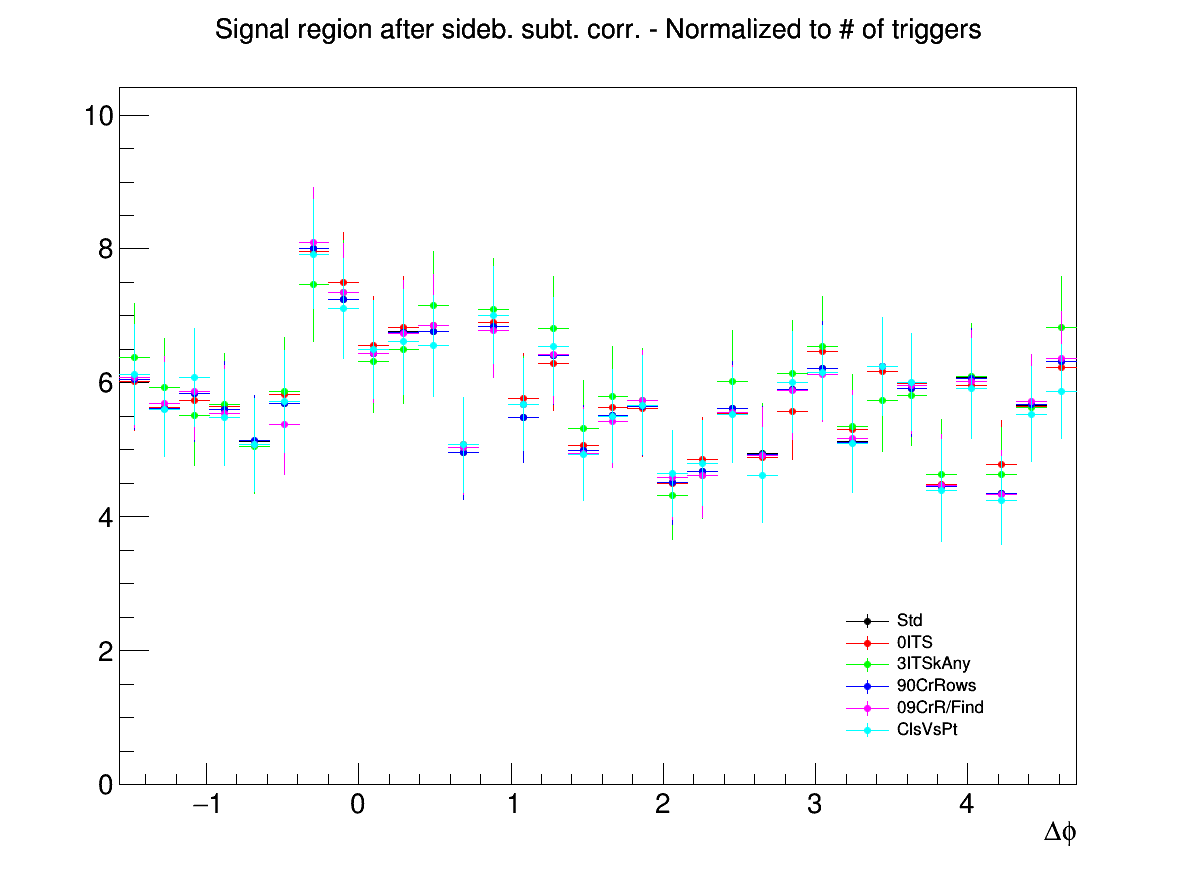 Signal region after sideb. subt. corr. - Normalized to # of triggers
10
8
6
4
2
0
−1
0
1
2
3
4
Δϕ
Std
0ITS
3ITSkAny
90CrRows
09CrR/Find
ClsVsPt